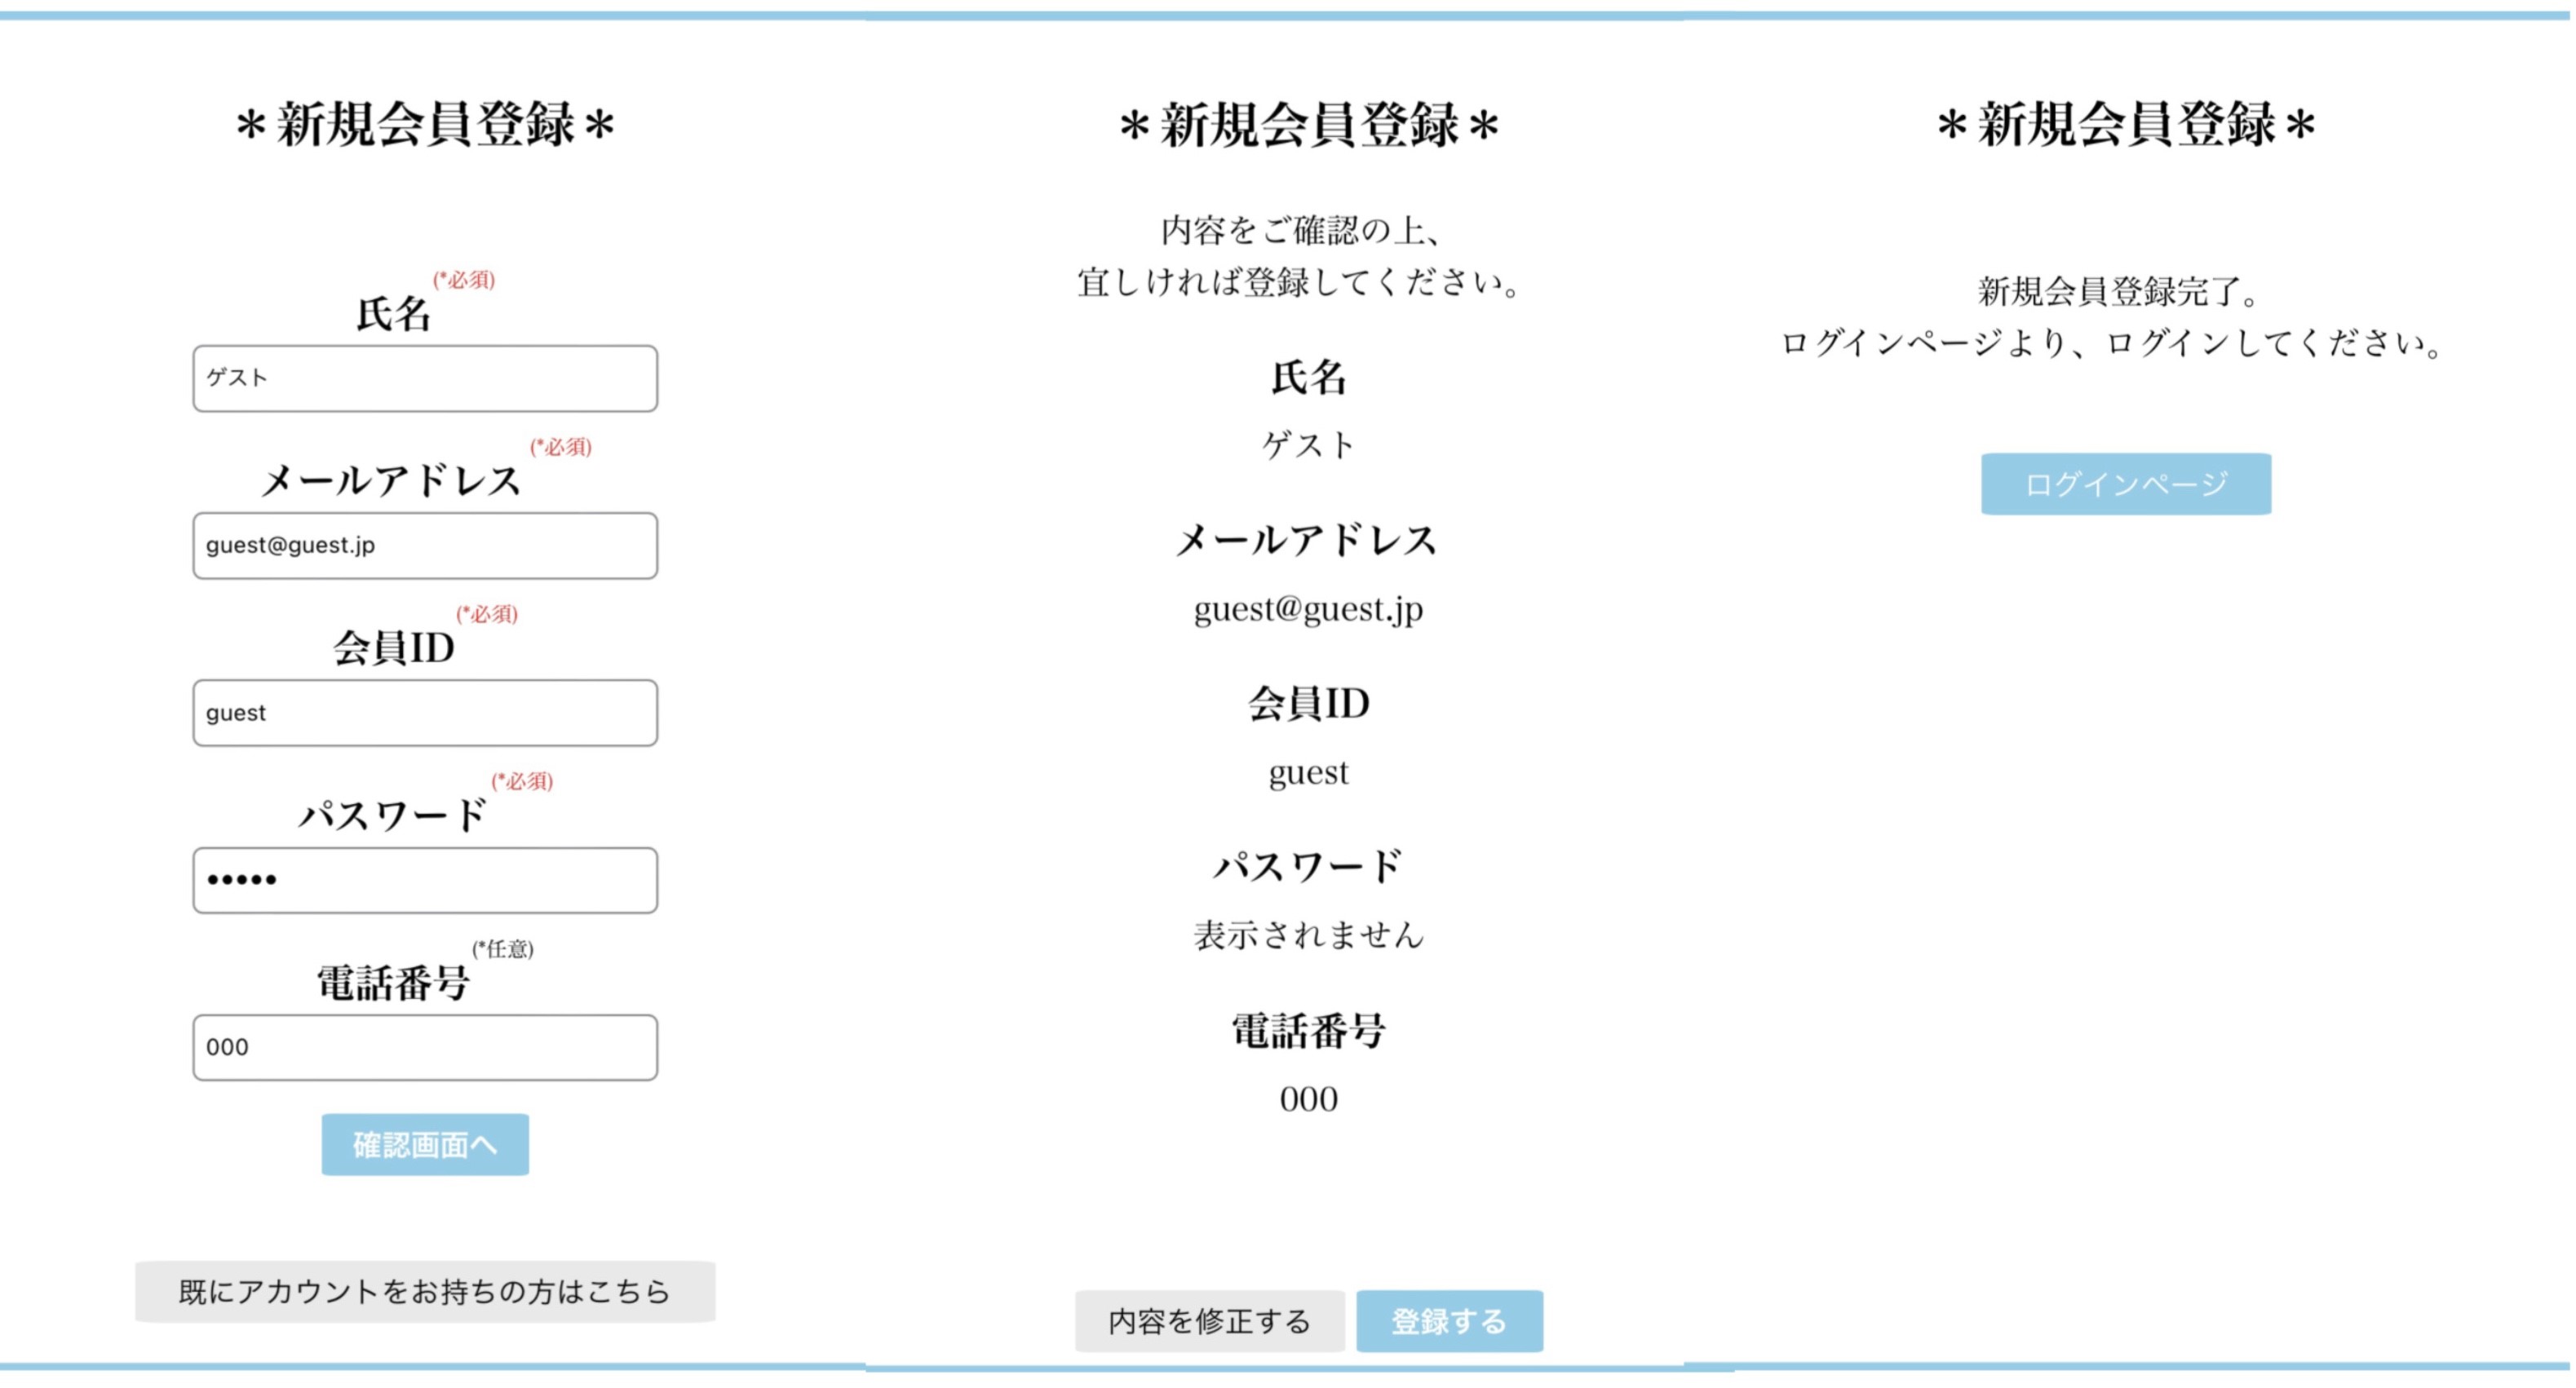 ＊新規会員登録＊
氏名(*必須)
ゲスト
メールアドレス(*必須)
guest@guest.jp
会員ID(*必須)
guest
パスワード(*必須)
•••••
電話番号(*任意)
000
確認画面へ
既にアカウントをお持ちの方はこちら
＊新規会員登録＊
内容をご確認の上、
宜しければ登録してください。
氏名
ゲスト
メールアドレス
guest@guest.jp
会員ID
guest
パスワード
表示されません
電話番号
000
内容を修正する 登録する
＊新規会員登録＊
新規会員登録完了。
ログインページより、ログインしてください。
ログインページ